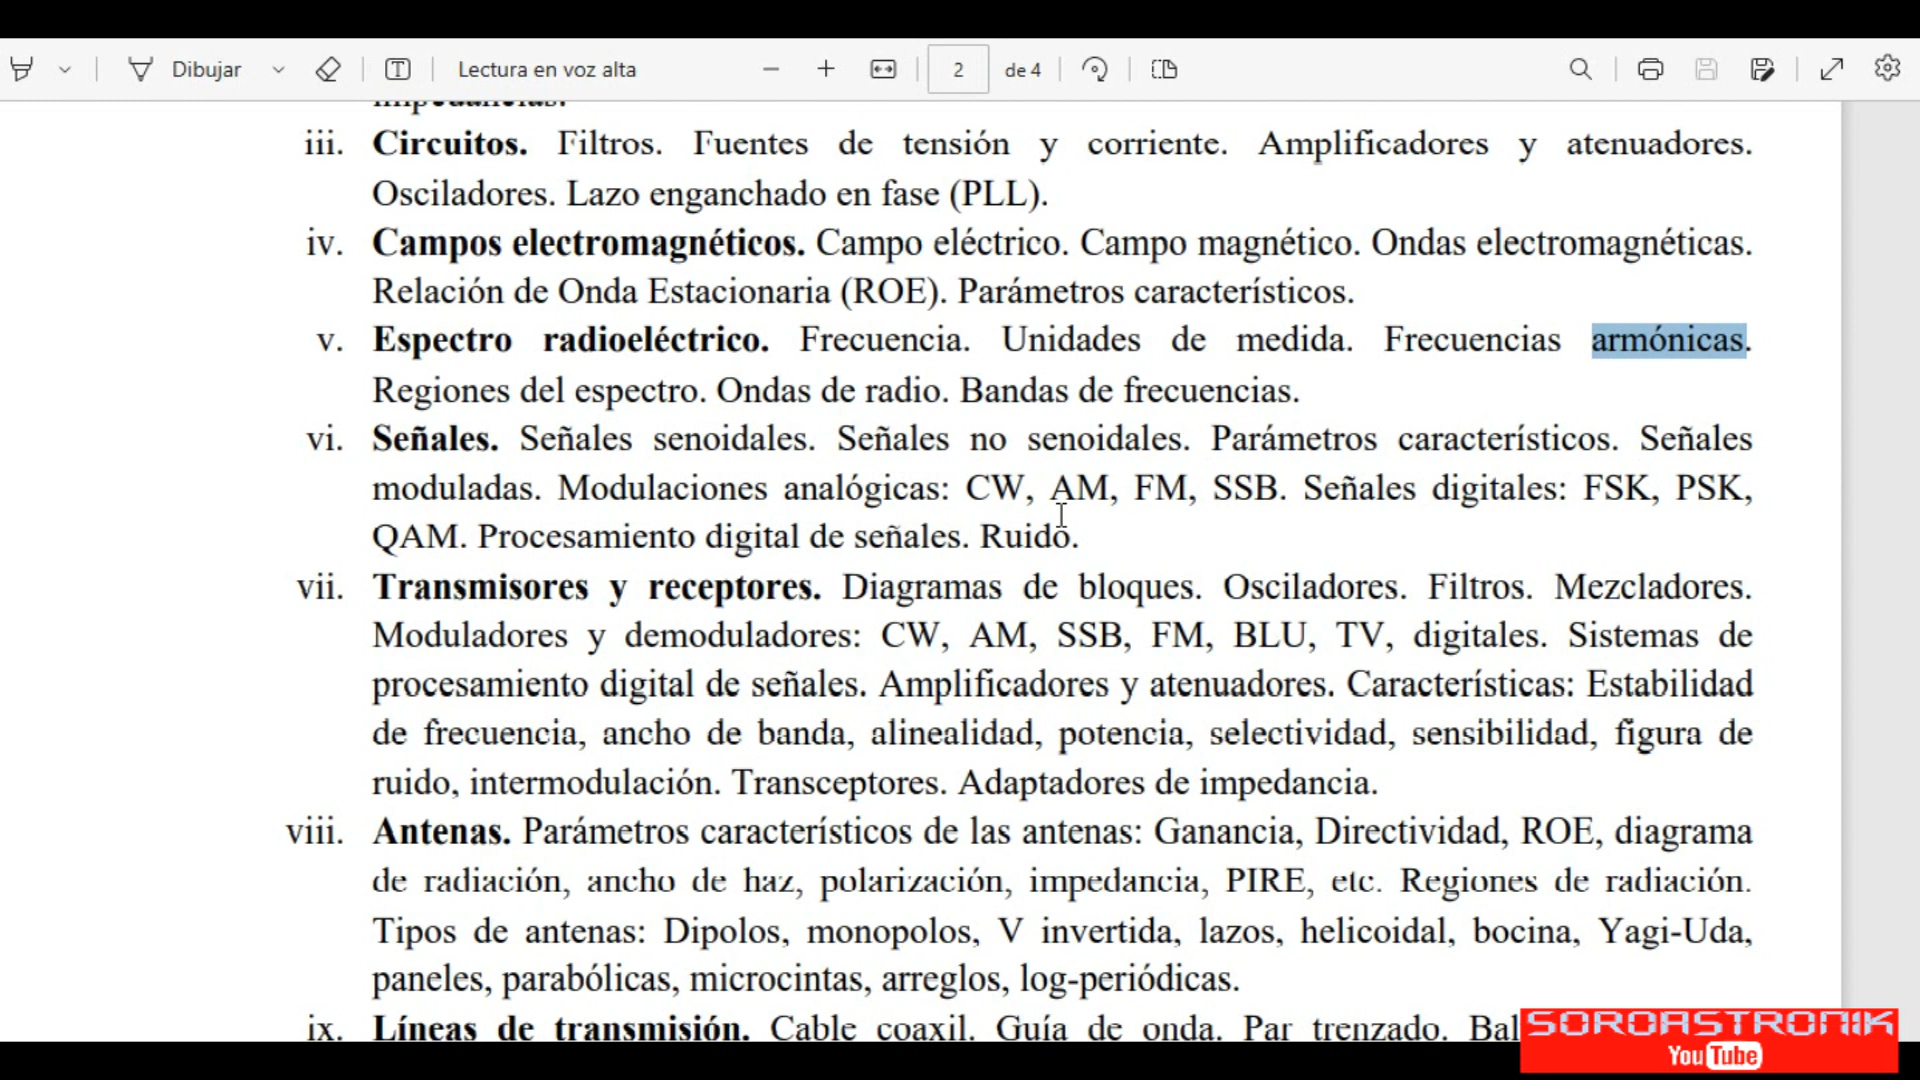 Dibujar
Lectura en voz alta
2
de 4
impedancias.
iii. Circuitos. Filtros. Fuentes de tensión y corriente. Amplificadores y atenuadores.
Osciladores. Lazo enganchado en fase (PLL).
iv. Campos electromagnéticos. Campo eléctrico. Campo magnético. Ondas electromagnéticas.
Relación de Onda Estacionaria (ROE). Parámetros característicos.
v. Espectro radioeléctrico. Frecuencia. Unidades de medida. Frecuencias armónicas.
Regiones del espectro. Ondas de radio. Bandas de frecuencias.
vi. Señales. Señales senoidales. Señales no senoidales. Parámetros característicos. Señales
moduladas. Modulaciones analógicas: CW, AM, FM, SSB. Señales digitales: FSK, PSK,
QAM. Procesamiento digital de señales. Ruido.
vii. Transmisores y receptores. Diagramas de bloques. Osciladores. Filtros. Mezcladores.
Moduladores y demoduladores: CW, AM, SSB, FM, BLU, TV, digitales. Sistemas de
procesamiento digital de señales. Amplificadores y atenuadores. Características: Estabilidad
de frecuencia, ancho de banda, alinealidad, potencia, selectividad, sensibilidad, figura de
ruido, intermodulación. Transceptores. Adaptadores de impedancia.
viii. Antenas. Parámetros característicos de las antenas: Ganancia, Directividad, ROE, diagrama
de radiación, ancho de haz, polarización, impedancia, PIRE, etc. Regiones de radiación.
Tipos de antenas: Dipolos, monopolos, V invertida, lazos, helicoidal, bocina, Yagi-Uda,
paneles, parabólicas, microcintas, arreglos, log-periódicas.
ix. Líneas de transmisión. Cable coaxil. Guía de onda. Par trenzado. Bal
SOROASTRONIK
YouTube